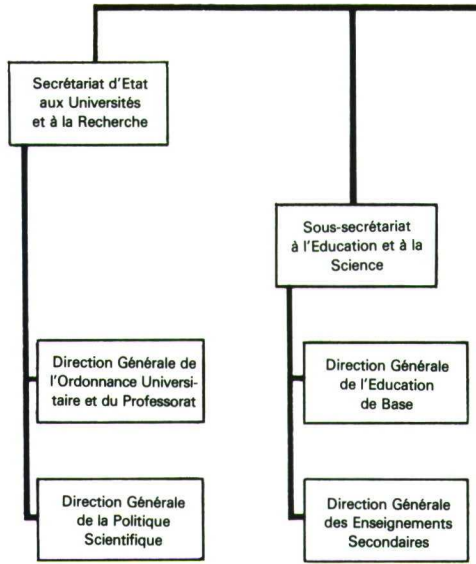 Secrétariat d'Etat
aux Universités
et à la Recherche
Sous-secrétariat
à l'Education et à la
Science
Direction Générale de
l'Ordonnance Universi-
taire et du Professorat
Direction Générale
de l'Education
de Base
Direction Générale
de la Politique
Scientifique
Direction Générale
des Enseignements
Secondaires